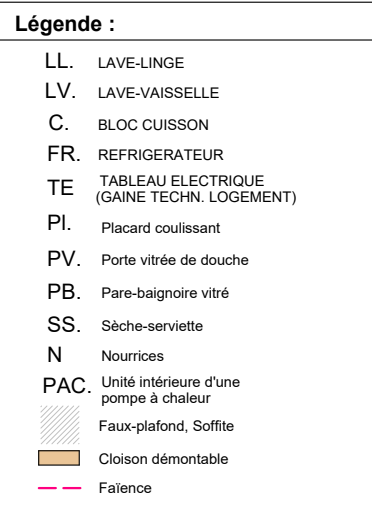 Légende :
LL. LAVE-LINGE
LV. LAVE-VAISSELLE
C. BLOC CUISSON
FR. REFRIGERATEUR
TE TABLEAU ELECTRIQUE
(GAINE TECHN. LOGEMENT)
Pl. Placard coulissant
PV. Porte vitrée de douche
PB. Pare-baignoire vitré
SS. Sèche-serviette
N Nourrices
PAC. Unité intérieure d'une
pompe à chaleur
Faux-plafond, Soffite
Cloison démontable
Faïence